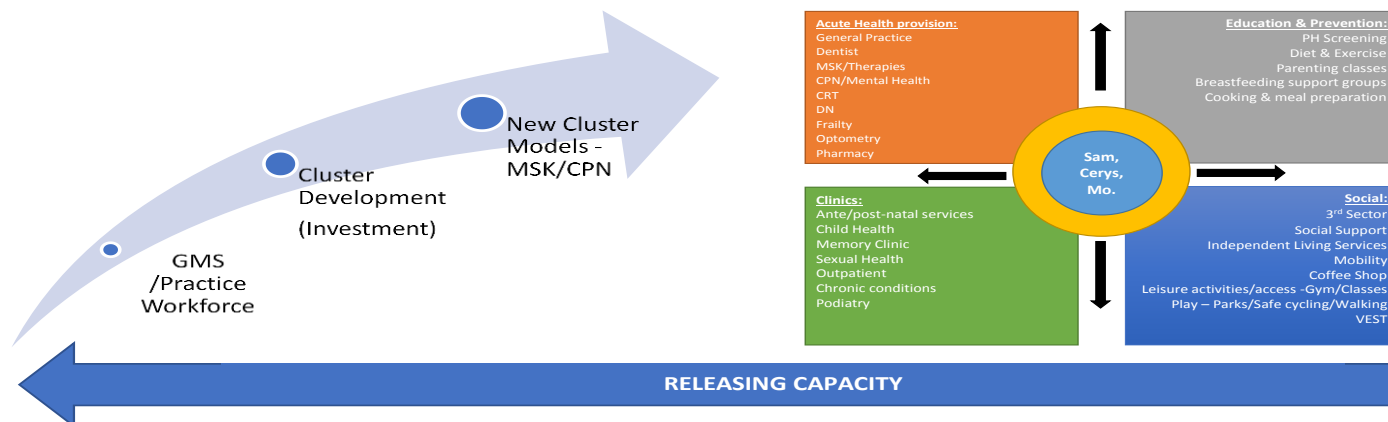 GMS
/Practice
Workforce
Cluster
Development
(Investment)
New Cluster
Models -
MSK/CPN
Acute Health provision:
General Practice
Dentist
MSK/Therapies
CPN/Mental Health
CRT
DN
Frailty
Optometry
Pharmacy
Education & Prevention:
PH Screening
Diet & Exercise
Parenting classes
Breastfeeding support groups
Cooking & meal preparation
Sam,
Cerys,
Mo.
Clinics:
Ante/post-natal services
Child Health
Memory Clinic
Sexual Health
Outpatient
Chronic conditions
Podiatry
Social:
3rd Sector
Social Support
Independent Living Services
Mobility
Coffee Shop
Leisure activities/access -Gym/Classes
Play – Parks/Safe cycling/Walking
VEST
RELEASING CAPACITY